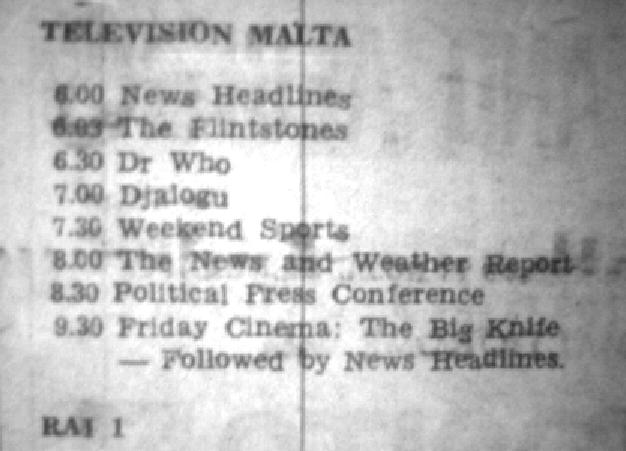 TELEVISION MALTA
6.00 News Headlines
6.03 The Flintstones
6.30 Dr Who
7.00 Djalogu
7.30 Weekend Sports
8.00 The News and Weather Report
8.30 Political Press Conference
9.30 Friday Cinema: The Big Knife
— Followed by News Headlines.
RAI 1